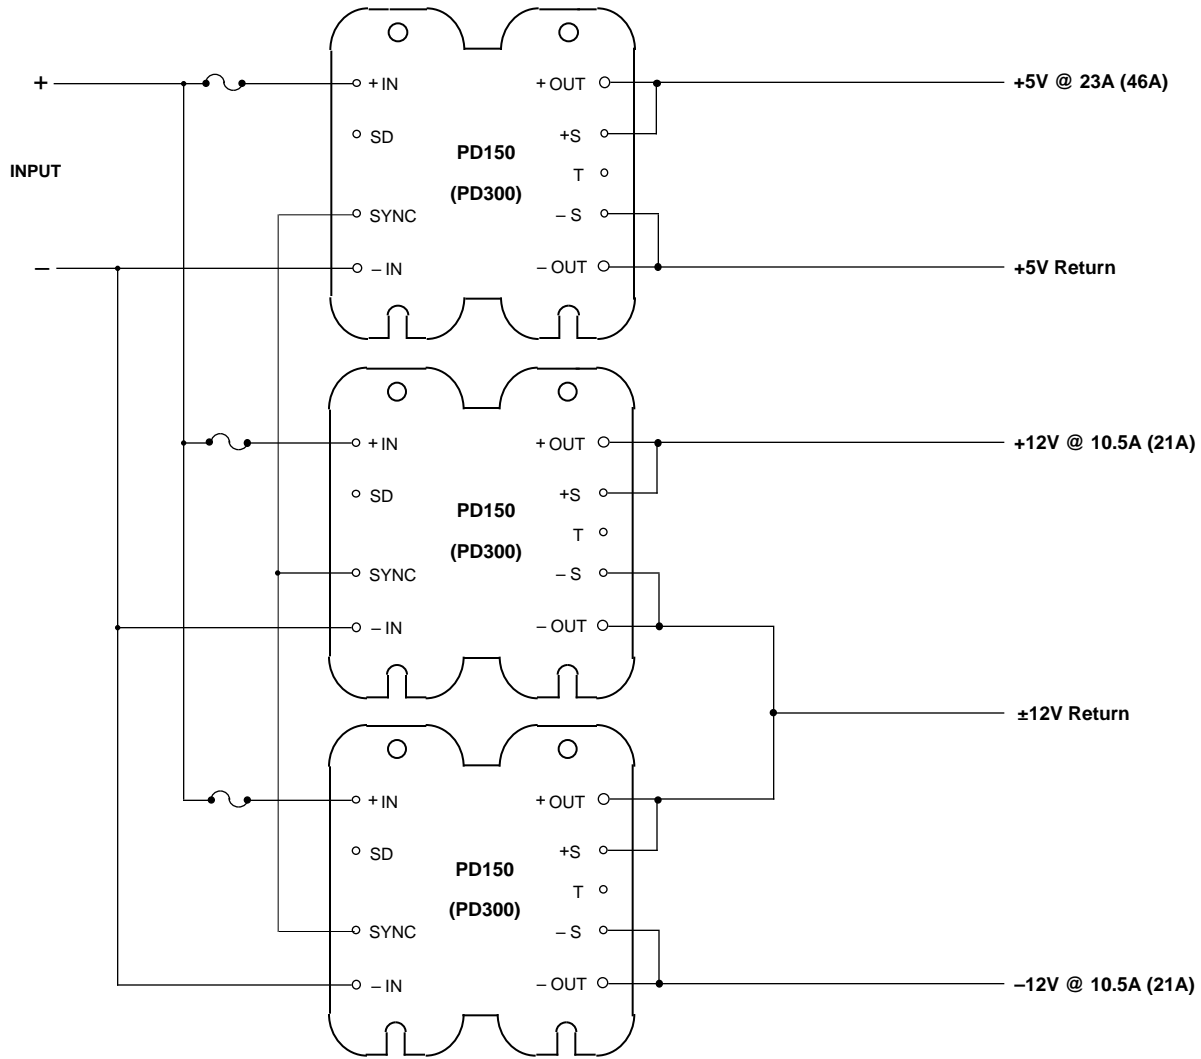 +
INPUT
–
+ IN
SD
SYNC
– IN
PD150
(PD300)
+ OUT
+S
T
– S
– OUT
+5V @ 23A (46A)
+5V Return
+ IN
SD
SYNC
– IN
PD150
(PD300)
+ OUT
+S
T
– S
– OUT
+12V @ 10.5A (21A)
±12V Return
+ IN
SD
SYNC
– IN
PD150
(PD300)
+ OUT
+S
T
– S
– OUT
–12V @ 10.5A (21A)